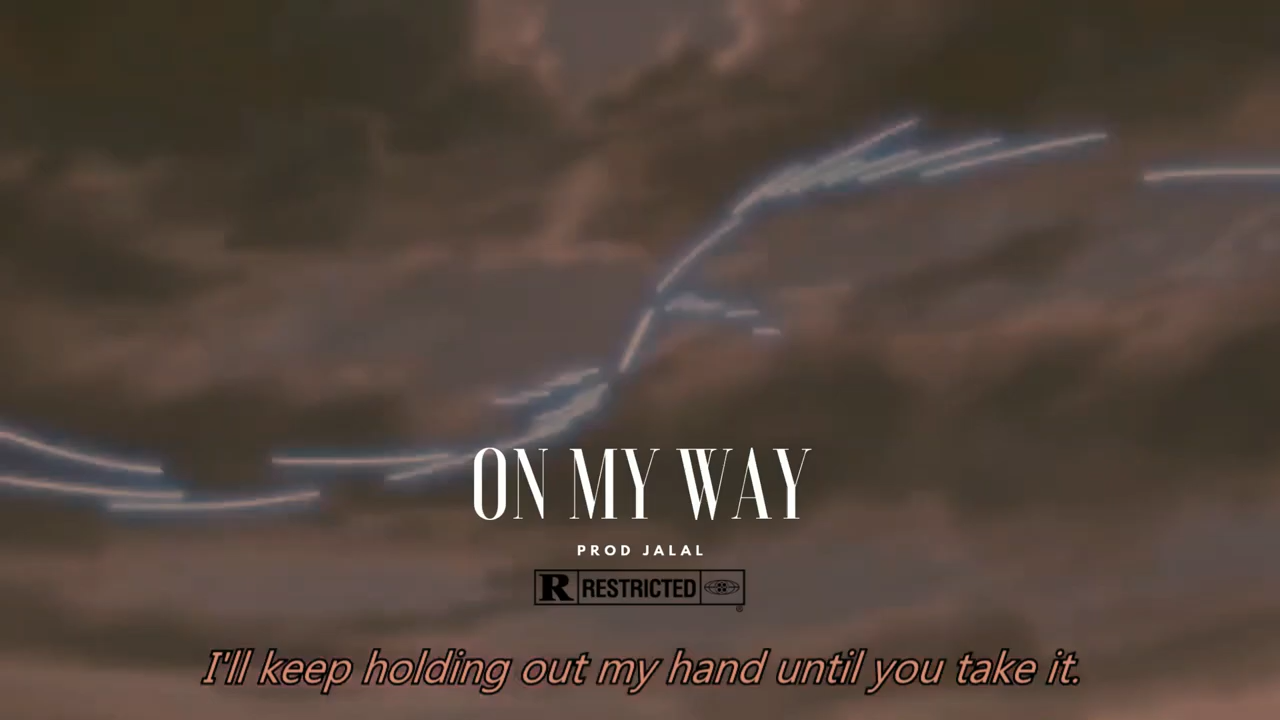 ON MY WAY
PROD JALAL
R RESTRICTED
®
I'll keep holding out my hand until you take it.